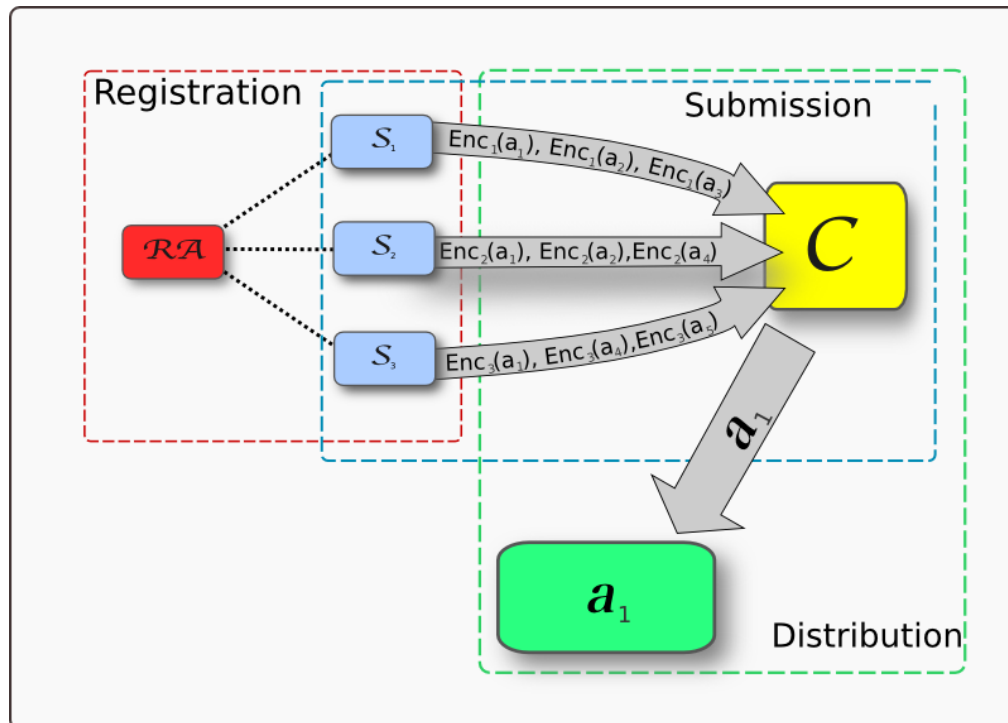 Registration
Submission
S₁
Enc₁(a₁), Enc₁(a₂), Enc₁(a₃)
RA
S₂
Enc₂(a₁), Enc₂(a₂),Enc₂(a₄)
C
S₃
Enc₃(a₁), Enc₃(a₄),Enc₃(a₅)
a₁
a₁
Distribution